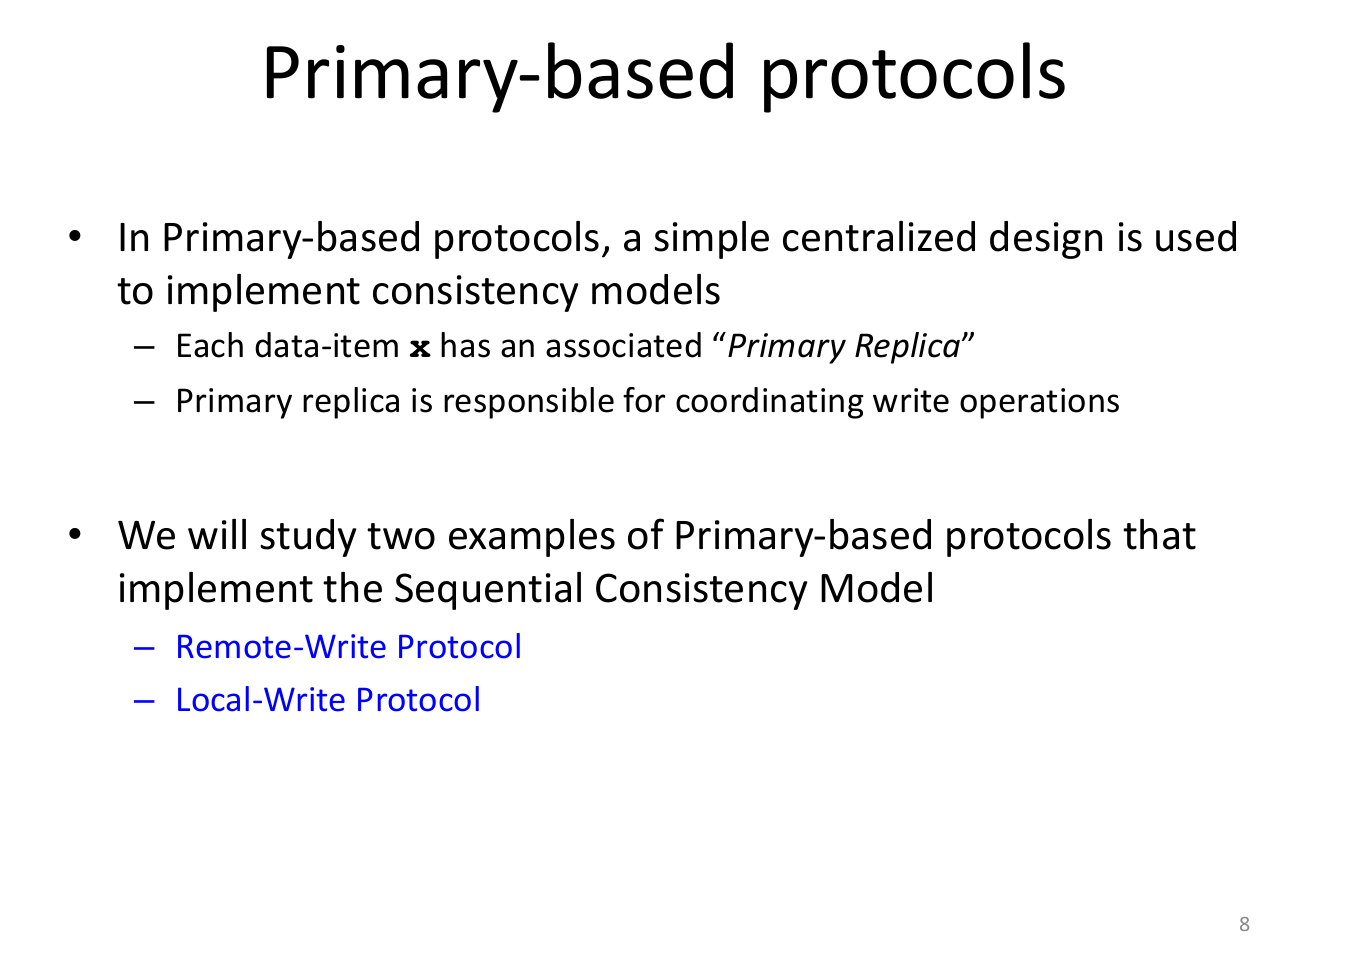 Primary-based protocols
• In Primary-based protocols, a simple centralized design is used
to implement consistency models
– Each data-item x has an associated “Primary Replica”
– Primary replica is responsible for coordinating write operations
• We will study two examples of Primary-based protocols that
implement the Sequential Consistency Model
– Remote-Write Protocol
– Local-Write Protocol
8